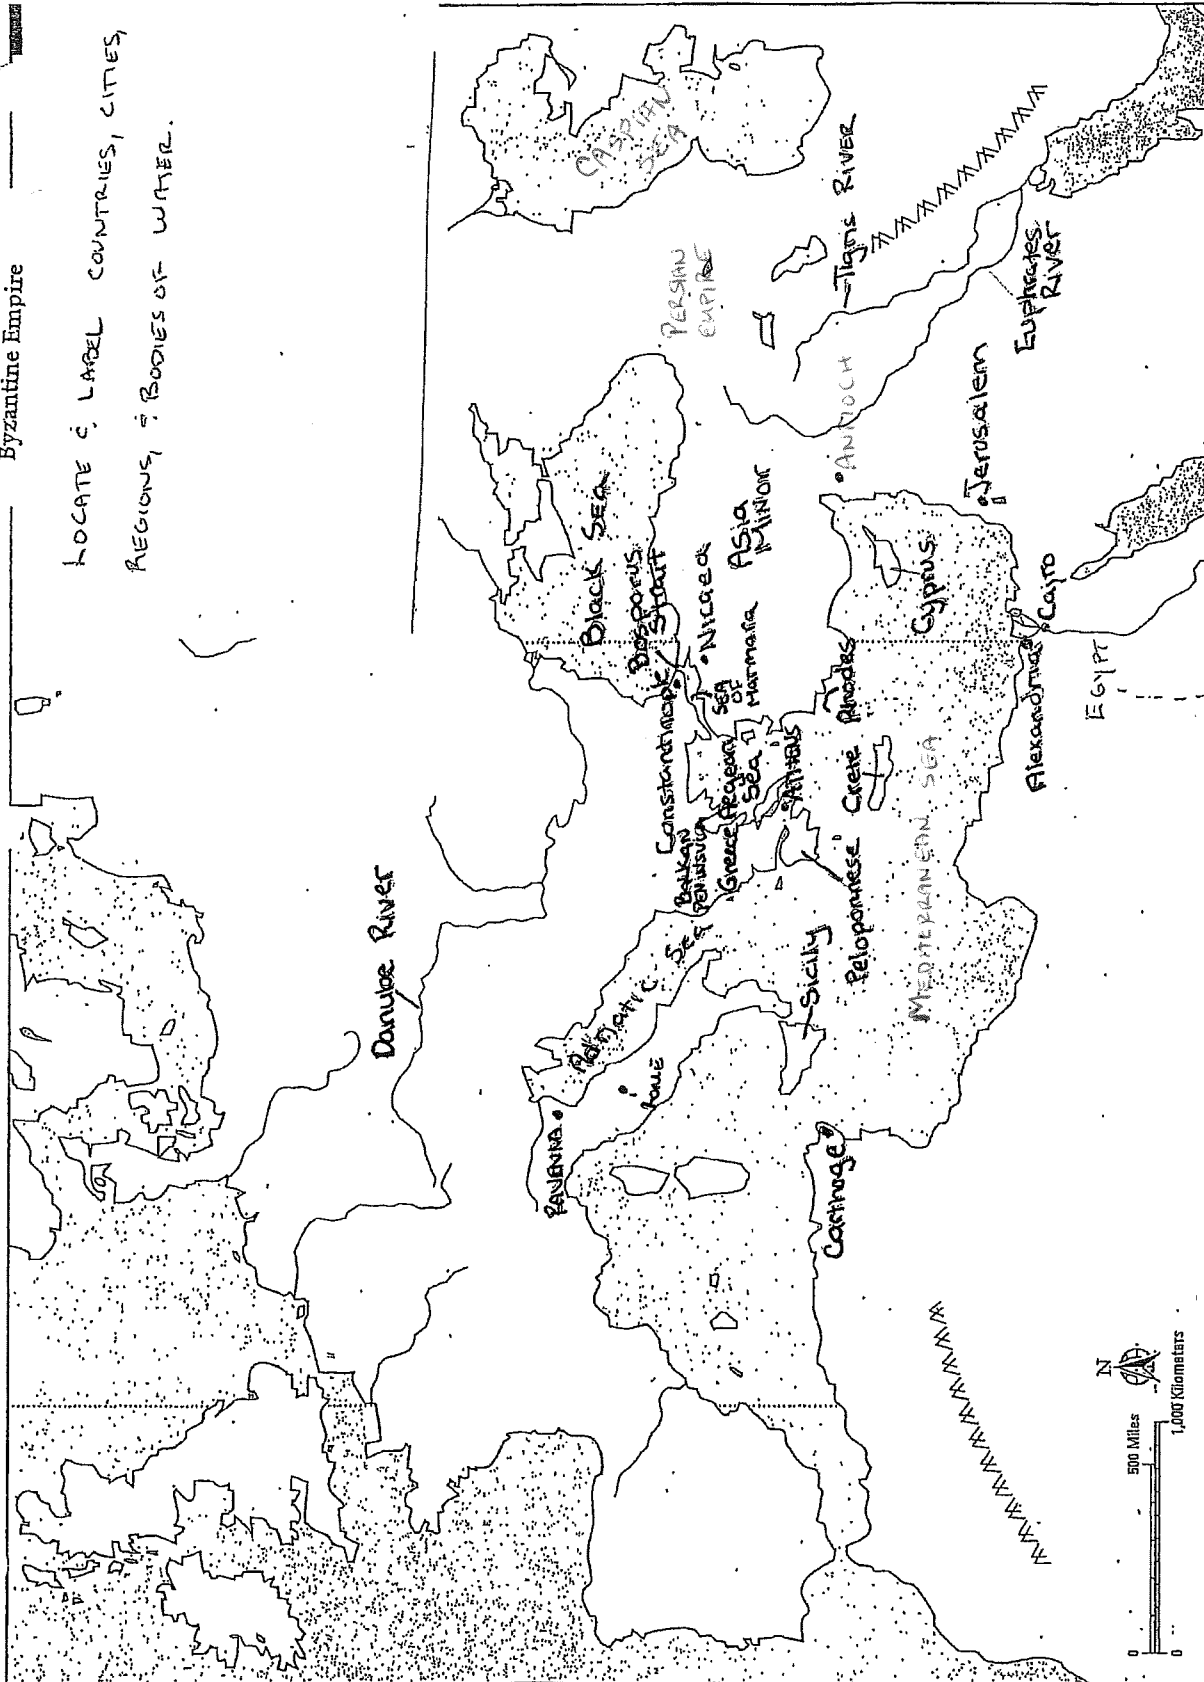 Byzantine Empire
LOCATE & LABEL COUNTRIES, CITIES,
REGIONS, & BODIES OF WATER.
CASPIAN
SEA
PERSIAN
EMPIRE
Tigris River
Euphrates
River
ANTIOCH
Jerusalem
Black Sea
Bosporus
Strait
Constantinople
Nicaea
Asia
Minor
SEA
OF
Marmara
Danube River
Balkan
Peninsula
Greece
Aegean
Sea
ATHENS
Rhodes
Cyprus
Crete
Peloponnese
Cairo
Alexandria
EGYPT
MEDITERRANEAN SEA
Adriatic
Sea
Sicily
RAVENNA
ROME
Carthage
N
0 500 Miles
0 1,000 Kilometers